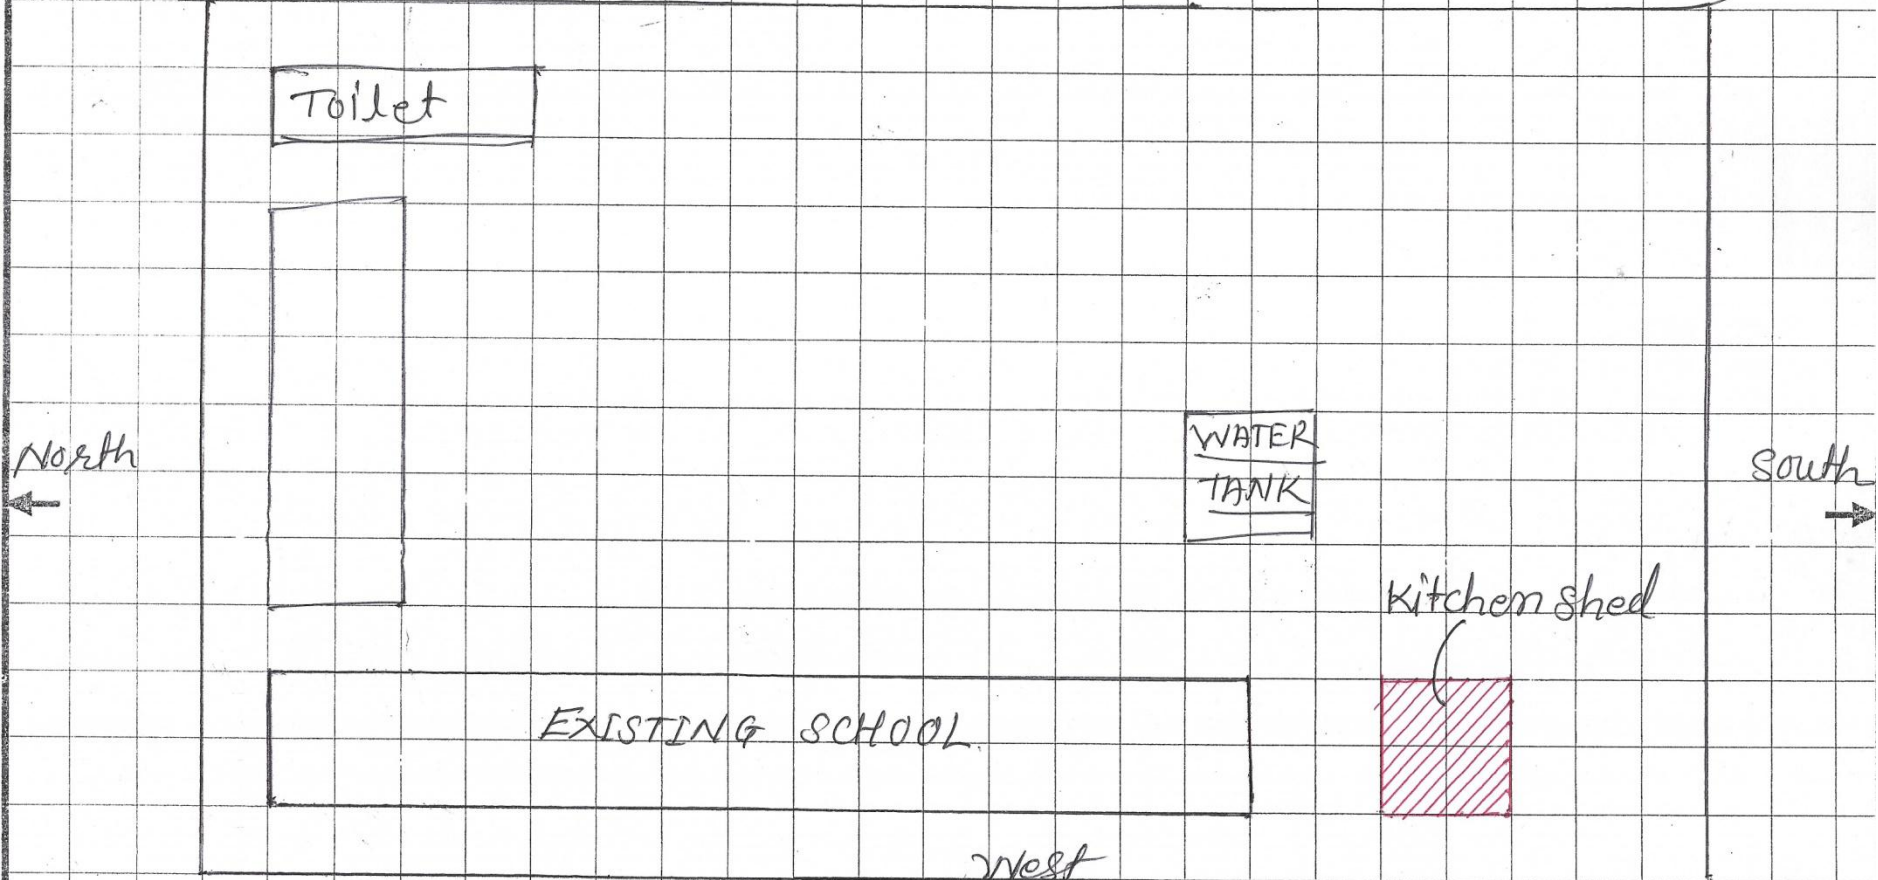 Toilet
North
WATER
TANK
South
Kitchen shed
EXISTING SCHOOL.
West